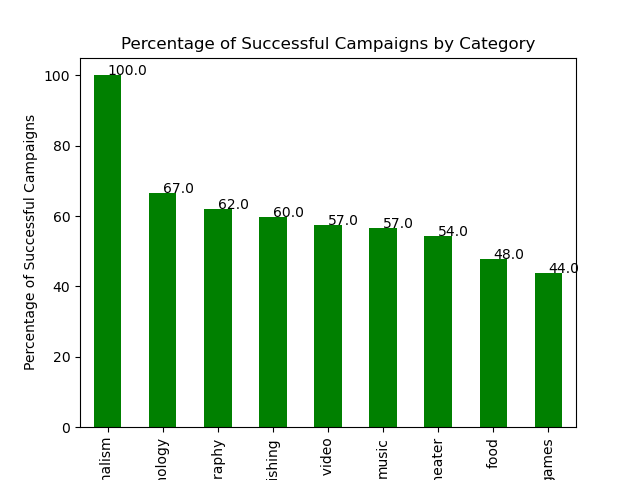 Percentage of Successful Campaigns by Category
Percentage of Successful Campaigns
100
80
60
40
20
0
100.0
67.0
62.0
60.0
57.0
57.0
54.0
48.0
44.0
nalism
nology
raphy
ishing
video
music
heater
food
games